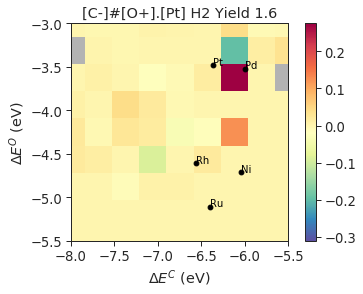 [C-]#[O+].[Pt] H2 Yield 1.6
−3.0
−3.5
−4.0
−4.5
−5.0
−5.5
ΔE^O (eV)
Pt
Pd
Rh
Ni
Ru
−8.0 −7.5 −7.0 −6.5 −6.0 −5.5
ΔE^C (eV)
0.2
0.1
0.0
−0.1
−0.2
−0.3